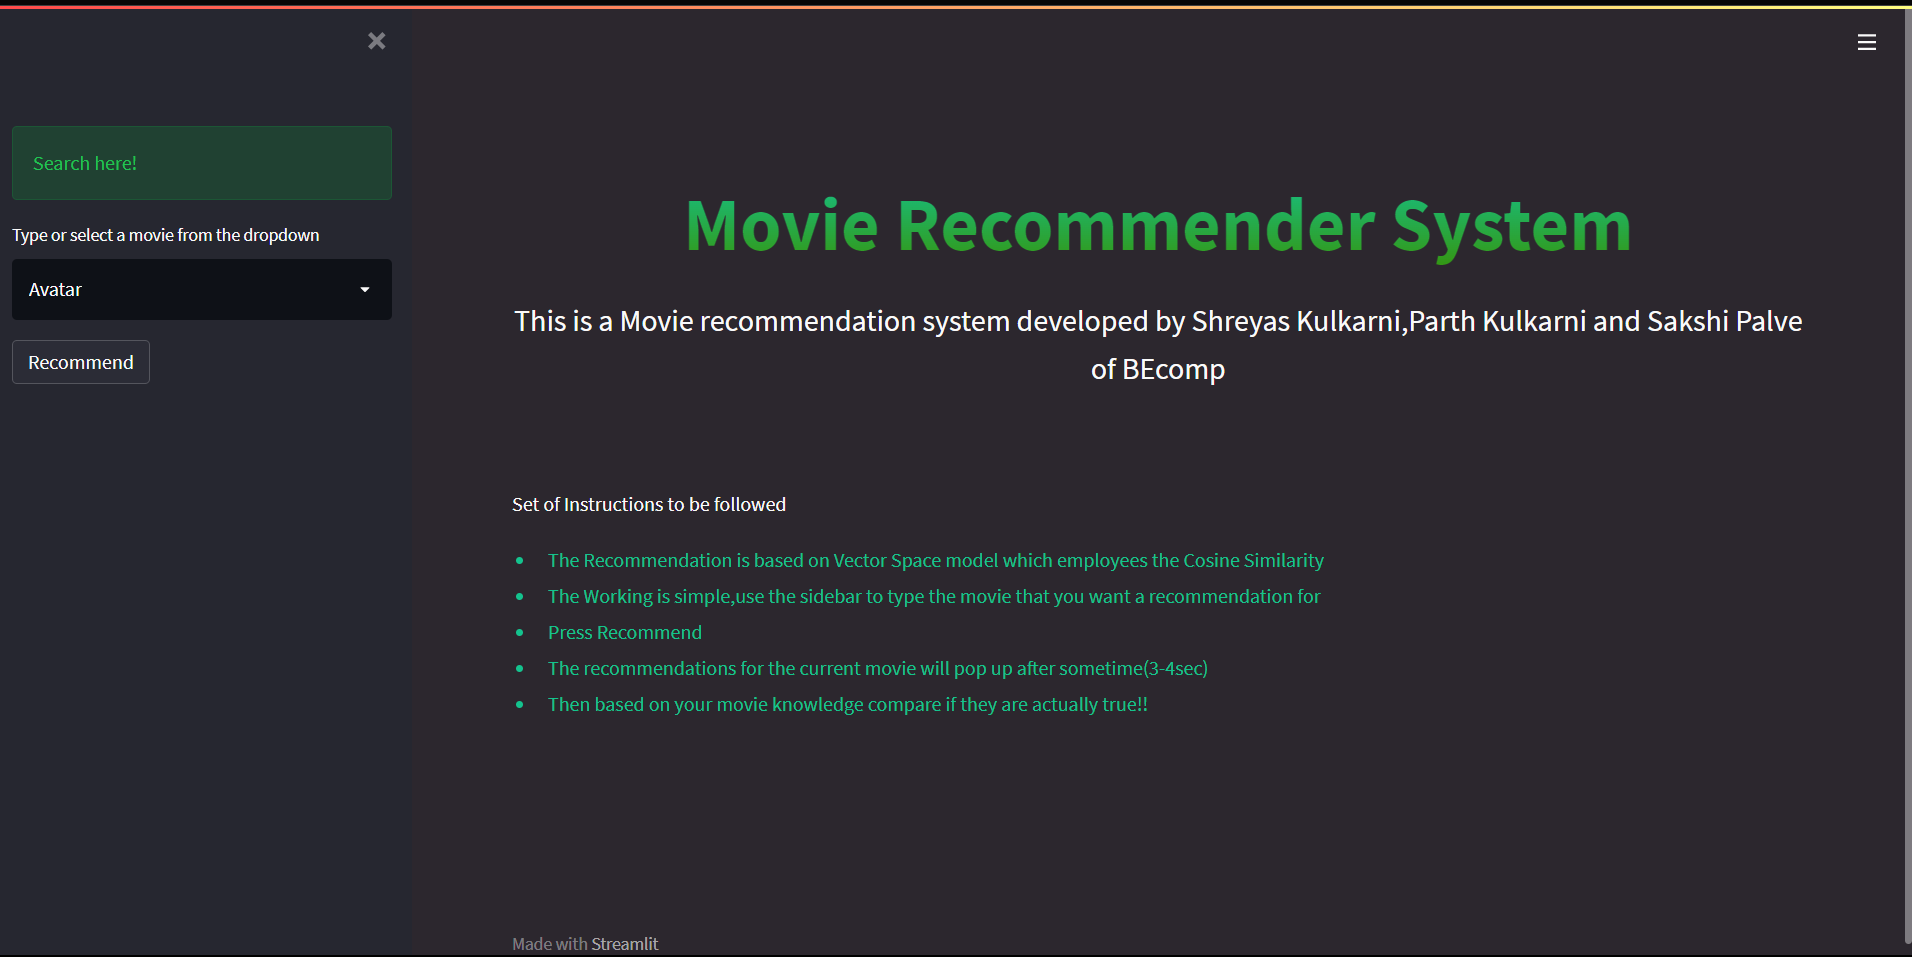 Search here!
Type or select a movie from the dropdown
Avatar
Recommend
Movie Recommender System
This is a Movie recommendation system developed by Shreyas Kulkarni,Parth Kulkarni and Sakshi Palve
of BEcomp
Set of Instructions to be followed
The Recommendation is based on Vector Space model which employees the Cosine Similarity
The Working is simple,use the sidebar to type the movie that you want a recommendation for
Press Recommend
The recommendations for the current movie will pop up after sometime(3-4sec)
Then based on your movie knowledge compare if they are actually true!!
Made with Streamlit